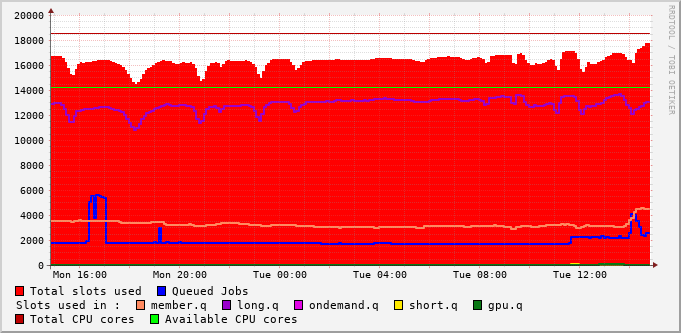 20000
18000
16000
14000
12000
10000
8000
6000
4000
2000
0
Mon 16:00 Mon 20:00 Tue 00:00 Tue 04:00 Tue 08:00 Tue 12:00
RRDTOOL / TOBI OETIKER
Total slots used Queued Jobs
Slots used in : member.q long.q ondemand.q short.q gpu.q
Total CPU cores Available CPU cores